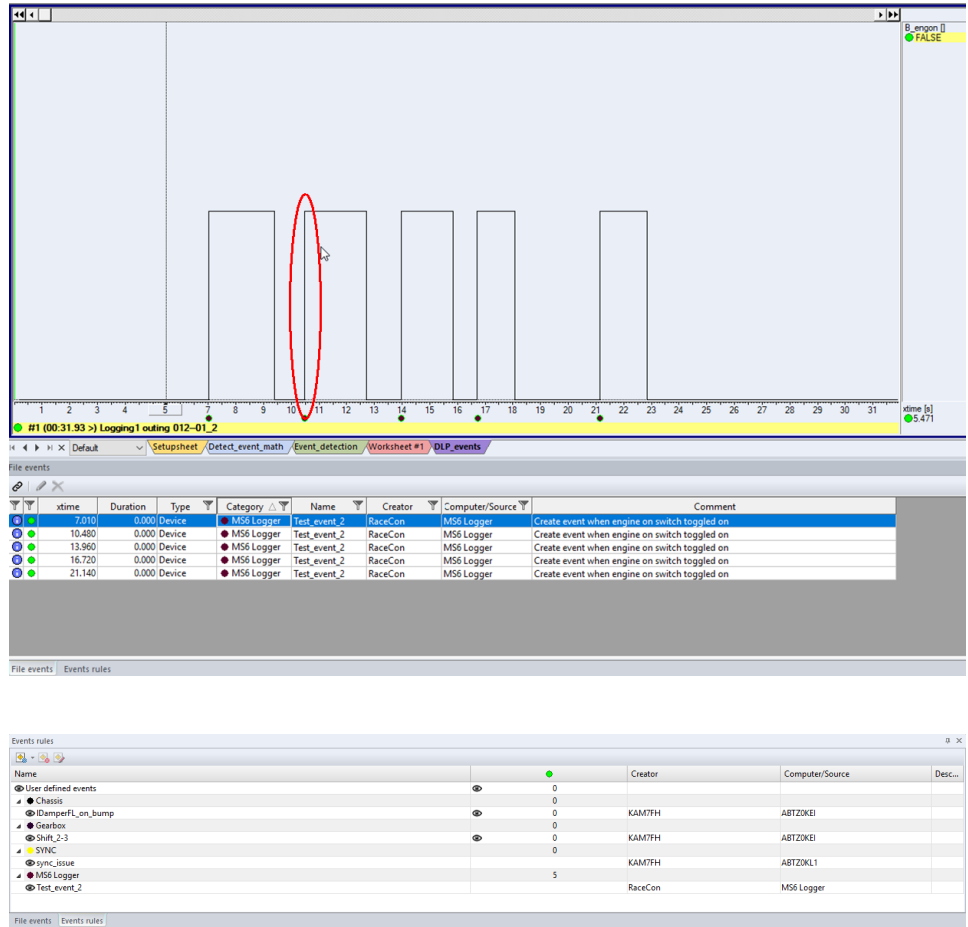 B_engon []
FALSE
1 2 3 4 5 7 8 9 10 11 12 13 14 15 16 17 18 19 20 21 22 23 24 25 26 27 28 29 30 31
xtime [s]
5.471
#1 (00:31.93 >) Logging1 outing 012--01_2
Default Setupsheet Detect_event_math Event_detection Worksheet #1 DLP_events
File events
xtime Duration Type Category Name Creator Computer/Source Comment
7.010 0.000 Device MS6 Logger Test_event_2 RaceCon MS6 Logger Create event when engine on switch toggled on
10.480 0.000 Device MS6 Logger Test_event_2 RaceCon MS6 Logger Create event when engine on switch toggled on
13.960 0.000 Device MS6 Logger Test_event_2 RaceCon MS6 Logger Create event when engine on switch toggled on
16.720 0.000 Device MS6 Logger Test_event_2 RaceCon MS6 Logger Create event when engine on switch toggled on
21.140 0.000 Device MS6 Logger Test_event_2 RaceCon MS6 Logger Create event when engine on switch toggled on
File events Events rules
Events rules
Name Creator Computer/Source Desc...
User defined events 0
Chassis 0
IDamperFL_on_bump 0 KAM7FH ABTZ0KEI
Gearbox 0
Shift_2-3 0 KAM7FH ABTZ0KEI
SYNC 0
sync_issue KAM7FH ABTZ0KL1
MS6 Logger 5
Test_event_2 RaceCon MS6 Logger
File events Events rules